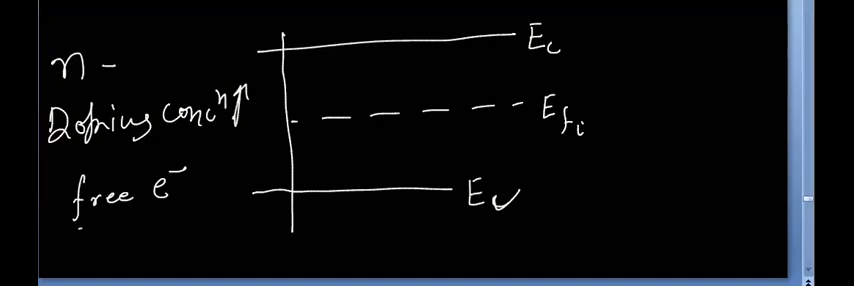 n -
Doping concⁿ ↑
free e⁻
Ec
Efi
Ev